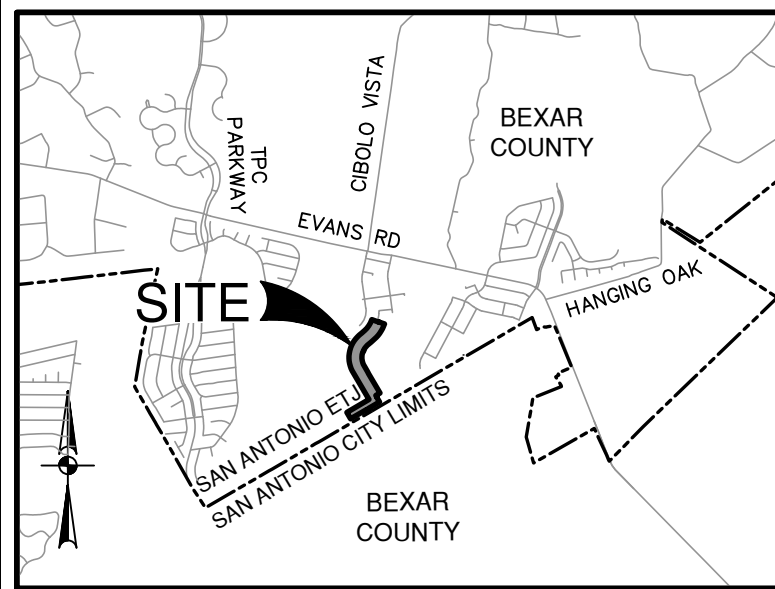 CIBOLO VISTA
BEXAR
COUNTY
TPC
PARKWAY
EVANS RD
HANGING OAK
SITE
SAN ANTONIO ETJ
SAN ANTONIO CITY LIMITS
BEXAR
COUNTY